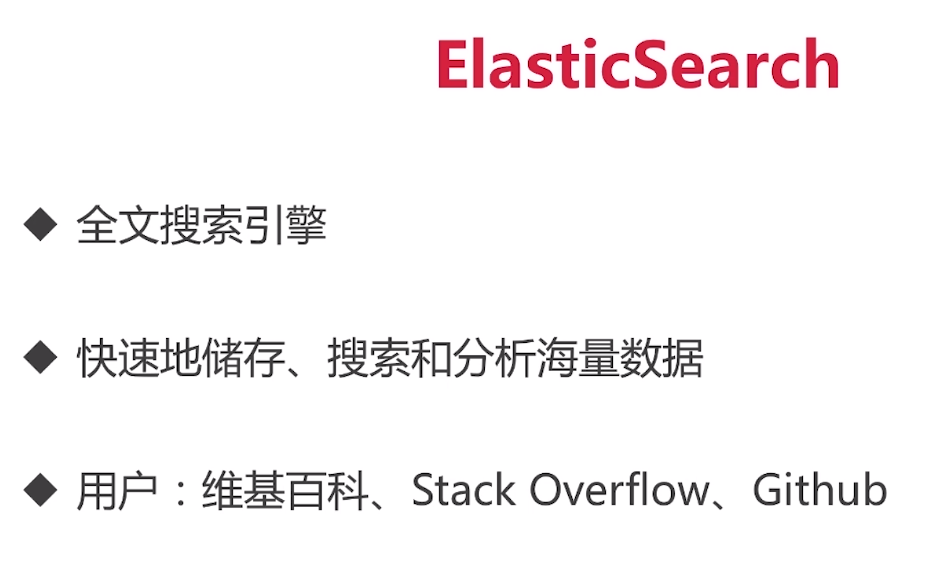 ElasticSearch
◆ 全文搜索引擎
◆ 快速地储存、搜索和分析海量数据
◆ 用户：维基百科、Stack Overflow、Github